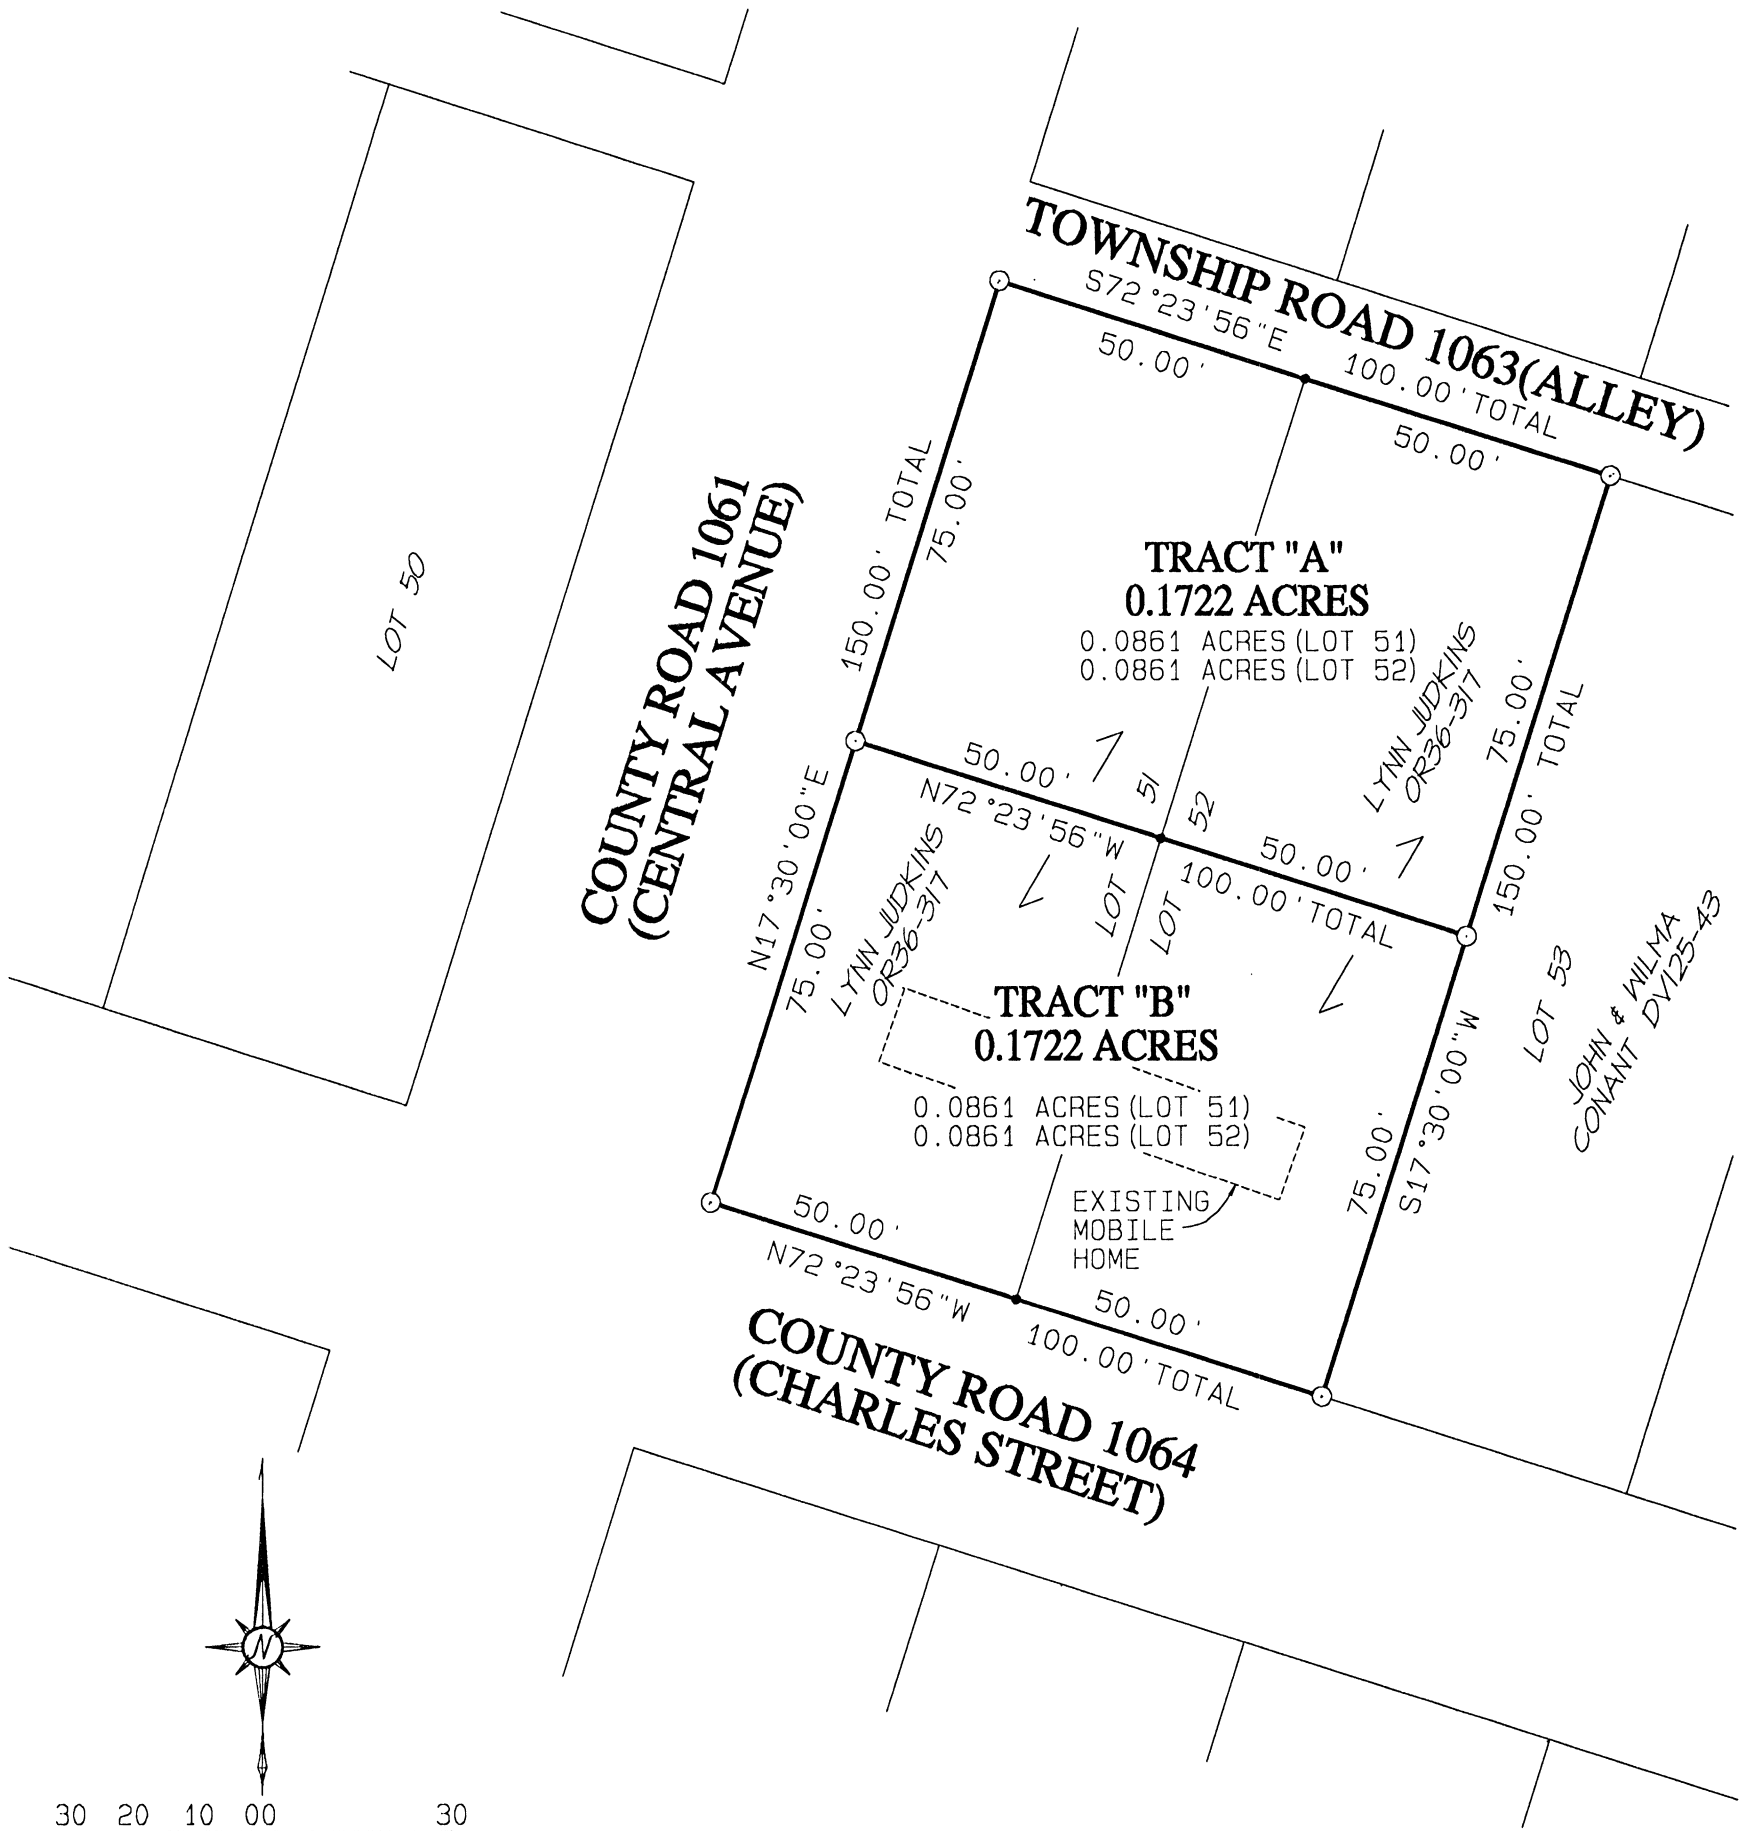 TOWNSHIP ROAD 1063(ALLEY)
S72°23'56"E
100.00'TOTAL
50.00'
50.00'
COUNTY ROAD 1061
(CENTRAL AVENUE)
LOT 50
150.00' TOTAL
75.00'
TRACT "A"
0.1722 ACRES
0.0861 ACRES(LOT 51)
0.0861 ACRES(LOT 52)
LYNN JUDKINS
OR36-317
75.00'
150.00' TOTAL
50.00'
N72°23'56"W
LOT 51
LOT 52
50.00'
100.00'TOTAL
N17°30'00"E
75.00'
LYNN JUDKINS
OR36-317
TRACT "B"
0.1722 ACRES
0.0861 ACRES(LOT 51)
0.0861 ACRES(LOT 52)
EXISTING
MOBILE
HOME
75.00'
S17°30'00"W
LOT 53
JOHN & WILMA
CONANT DV125-43
50.00'
50.00'
N72°23'56"W
100.00'TOTAL
COUNTY ROAD 1064
(CHARLES STREET)
N
30 20 10 00 30